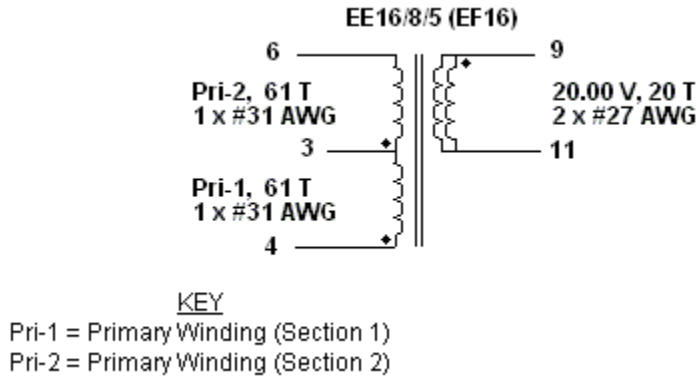 EE16/8/5 (EF16)
6
9
Pri-2, 61 T
1 x #31 AWG
20.00 V, 20 T
2 x #27 AWG
3
11
Pri-1, 61 T
1 x #31 AWG
4
KEY
Pri-1 = Primary Winding (Section 1)
Pri-2 = Primary Winding (Section 2)